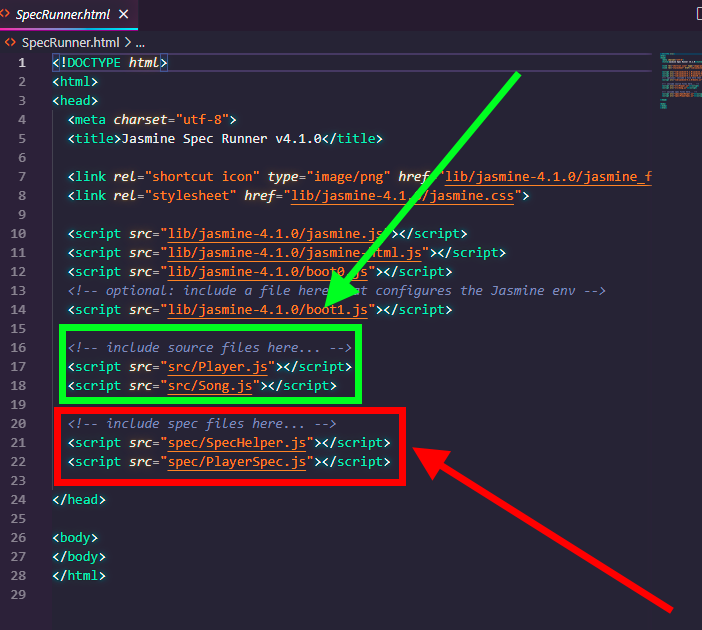 <> SpecRunner.html ×
<> SpecRunner.html > ...
1 <!DOCTYPE html>
2 <html>
3 <head>
4 <meta charset="utf-8">
5 <title>Jasmine Spec Runner v4.1.0</title>
6
7 <link rel="shortcut icon" type="image/png" href="lib/jasmine-4.1.0/jasmine_f
8 <link rel="stylesheet" href="lib/jasmine-4.1.0/jasmine.css">
9
10 <script src="lib/jasmine-4.1.0/jasmine.js"></script>
11 <script src="lib/jasmine-4.1.0/jasmine-html.js"></script>
12 <script src="lib/jasmine-4.1.0/boot0.js"></script>
13 <!-- optional: include a file here that configures the Jasmine env -->
14 <script src="lib/jasmine-4.1.0/boot1.js"></script>
15
16 <!-- include source files here... -->
17 <script src="src/Player.js"></script>
18 <script src="src/Song.js"></script>
19
20 <!-- include spec files here... -->
21 <script src="spec/SpecHelper.js"></script>
22 <script src="spec/PlayerSpec.js"></script>
23
24 </head>
25
26 <body>
27 </body>
28 </html>
29